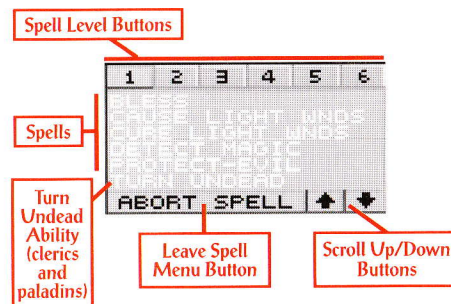 Spell Level Buttons
1 2 3 4 5 6
BLESS
CAUSE LIGHT WNDS
CURE LIGHT WNDS
DETECT MAGIC
PROTECT-EVIL
TURN UNDEAD
ABORT SPELL
Spells
Turn
Undead
Ability
(clerics
and
paladins)
Leave Spell
Menu Button
Scroll Up/Down
Buttons